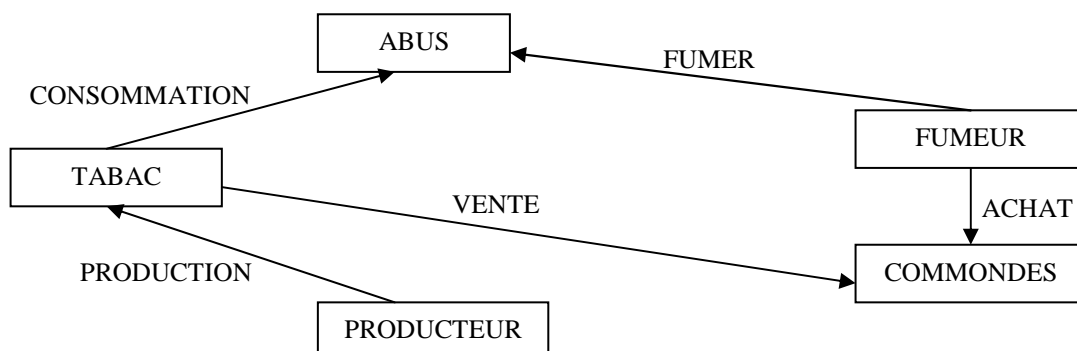 ABUS
FUMER
CONSOMMATION
FUMEUR
TABAC
VENTE
ACHAT
PRODUCTION
COMMONDES
PRODUCTEUR